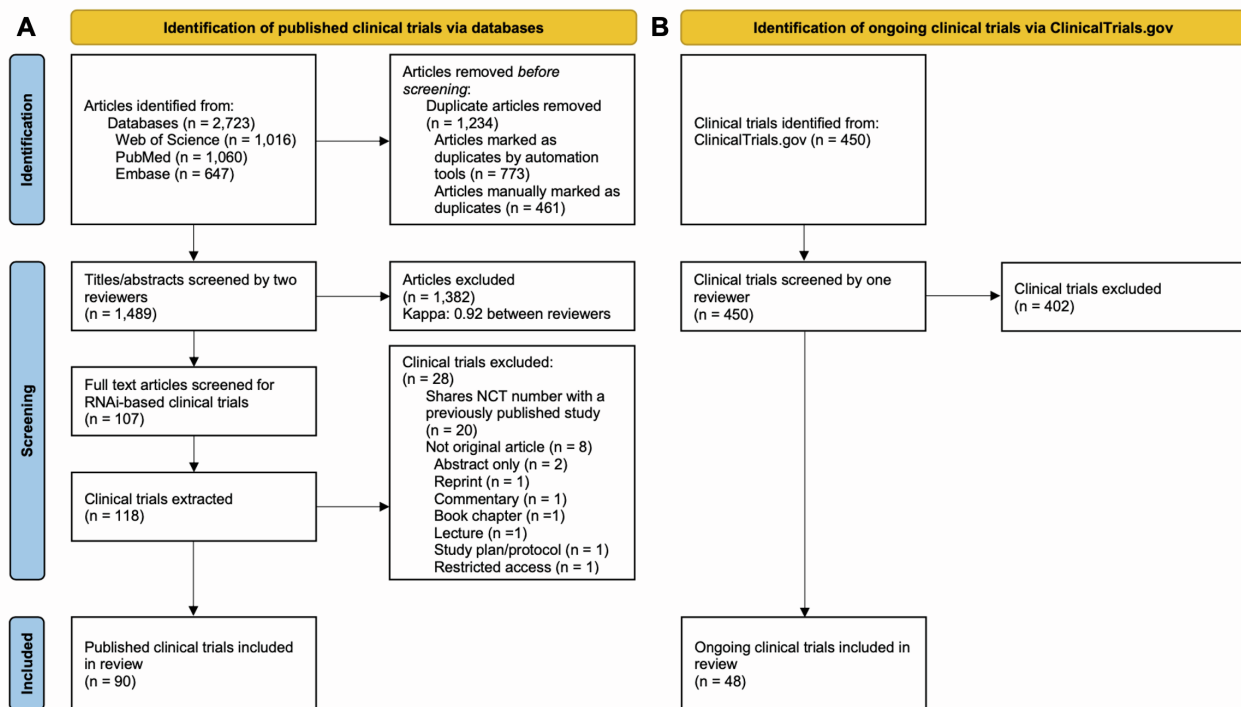 A
Identification of published clinical trials via databases
Identification
Articles identified from:
Databases (n = 2,723)
Web of Science (n = 1,016)
PubMed (n = 1,060)
Embase (n = 647)
Articles removed before
screening:
Duplicate articles removed
(n = 1,234)
Articles marked as
duplicates by automation
tools (n = 773)
Articles manually marked as
duplicates (n = 461)
Screening
Titles/abstracts screened by two
reviewers
(n = 1,489)
Articles excluded
(n = 1,382)
Kappa: 0.92 between reviewers
Full text articles screened for
RNAi-based clinical trials
(n = 107)
Clinical trials extracted
(n = 118)
Clinical trials excluded:
(n = 28)
Shares NCT number with a
previously published study
(n = 20)
Not original article (n = 8)
Abstract only (n = 2)
Reprint (n = 1)
Commentary (n = 1)
Book chapter (n =1)
Lecture (n =1)
Study plan/protocol (n = 1)
Restricted access (n = 1)
Included
Published clinical trials included
in review
(n = 90)
B
Identification of ongoing clinical trials via ClinicalTrials.gov
Clinical trials identified from:
ClinicalTrials.gov (n = 450)
Clinical trials screened by one
reviewer
(n = 450)
Clinical trials excluded
(n = 402)
Ongoing clinical trials included in
review
(n = 48)